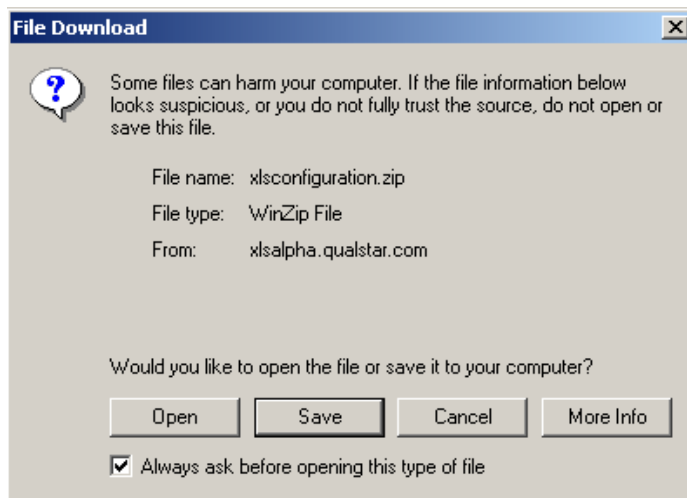 File Download
Some files can harm your computer. If the file information below
looks suspicious, or you do not fully trust the source, do not open or
save this file.
File name: xlsconfiguration.zip
File type: WinZip File
From: xlsalpha.qualstar.com
Would you like to open the file or save it to your computer?
Open Save Cancel More Info
Always ask before opening this type of file